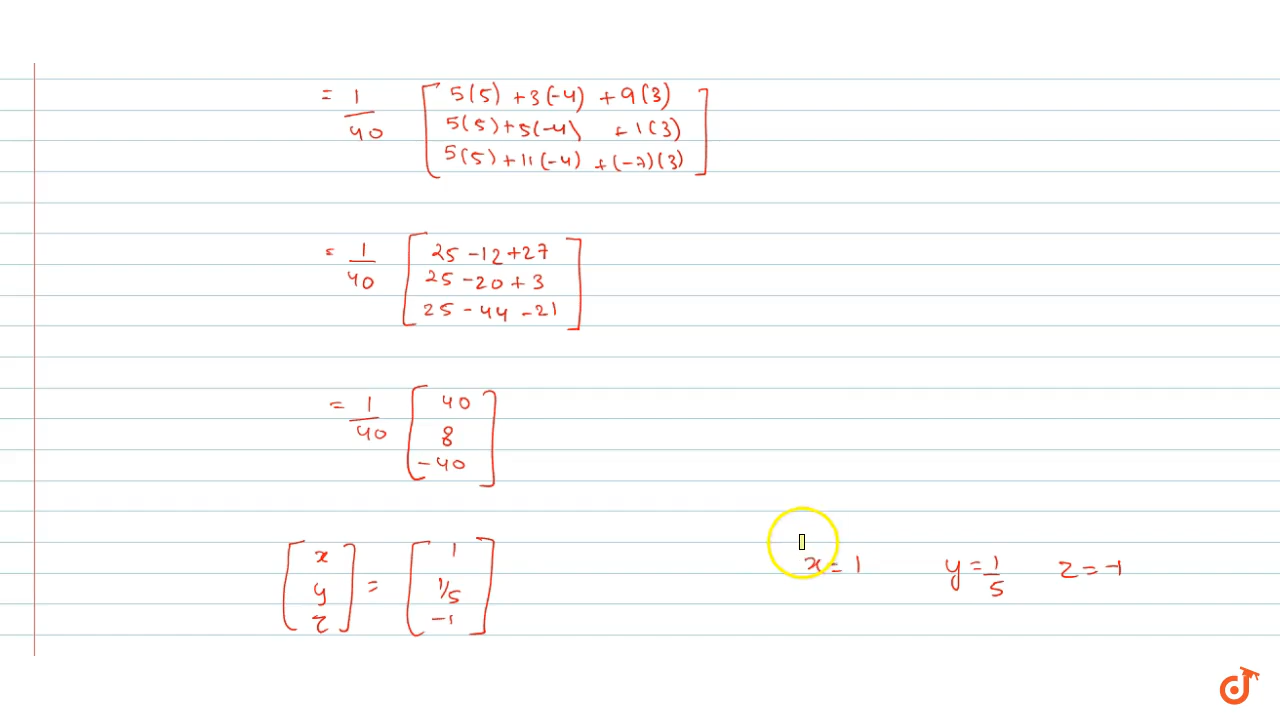 = 1/40 [ 5(5) +3(-4) +9(3)
5(5)+5(-4) +1(3)
5(5)+11(-4) +(-7)(3) ]
= 1/40 [ 25 -12 +27
25 -20 + 3
25 - 44 -21 ]
= 1/40 [ 40
8
-40 ]
[ x y z ] = [ 1 1/5 -1 ]
x = 1 y = 1/5 z = -1